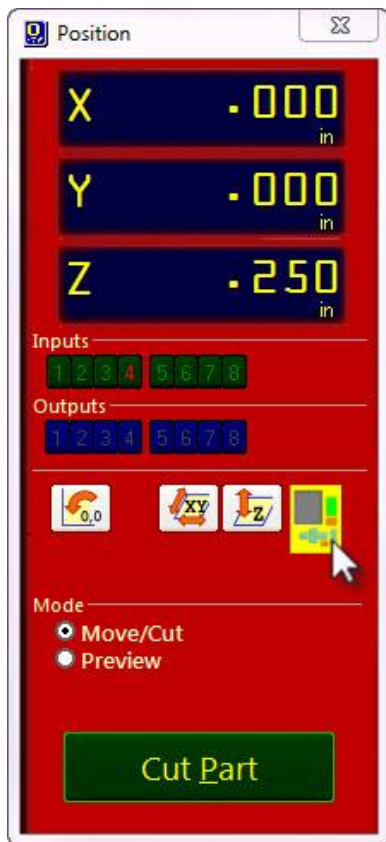 Position
X .000
in
Y .000
in
Z .250
in
Inputs
1 2 3 4 5 6 7 8
Outputs
1 2 3 4 5 6 7 8
0,0 XY Z
Mode
Move/Cut
Preview
Cut Part